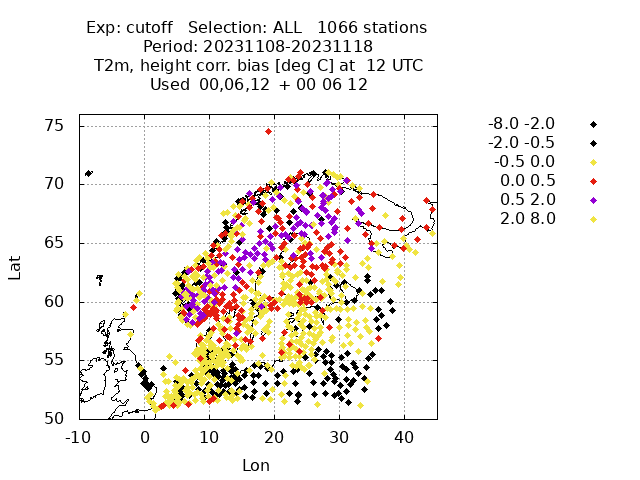 Exp: cutoff   Selection: ALL   1066 stations
Period: 20231108-20231118
T2m, height corr. bias [deg C] at  12 UTC
Used  00,06,12  + 00 06 12
-8.0 -2.0
-2.0 -0.5
-0.5 0.0
0.0 0.5
0.5 2.0
2.0 8.0
75
70
65
60
55
50
Lat
-10 0 10 20 30 40
Lon